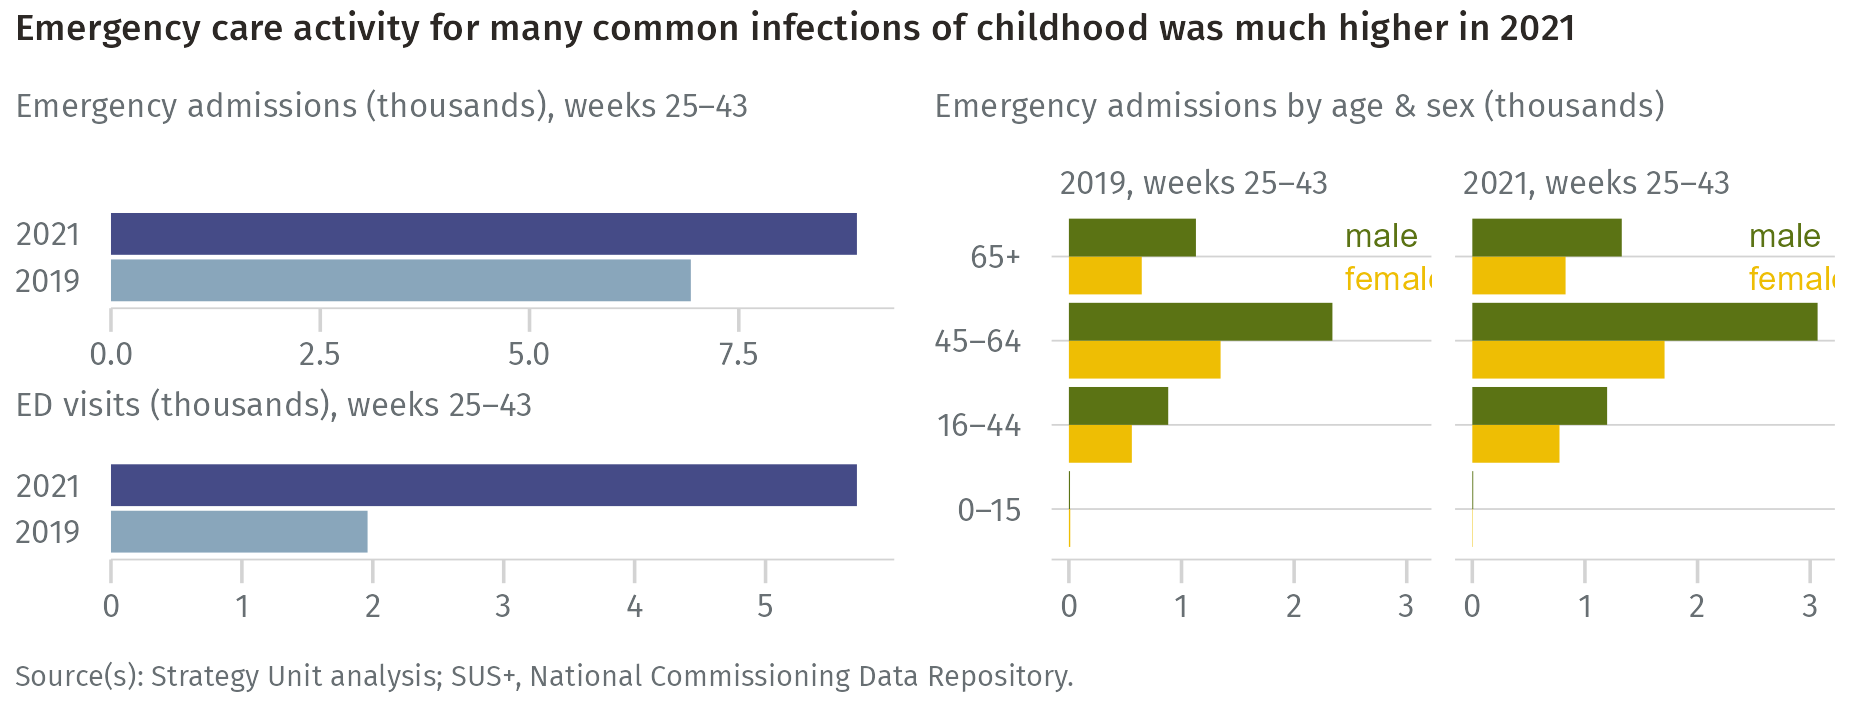 Emergency care activity for many common infections of childhood was much higher in 2021
Emergency admissions (thousands), weeks 25–43
2021
2019
0.0 2.5 5.0 7.5
ED visits (thousands), weeks 25–43
2021
2019
0 1 2 3 4 5
Emergency admissions by age & sex (thousands)
2019, weeks 25–43 2021, weeks 25–43
male male
65+
female female
45–64
16–44
0–15
0 1 2 3 0 1 2 3
Source(s): Strategy Unit analysis; SUS+, National Commissioning Data Repository.